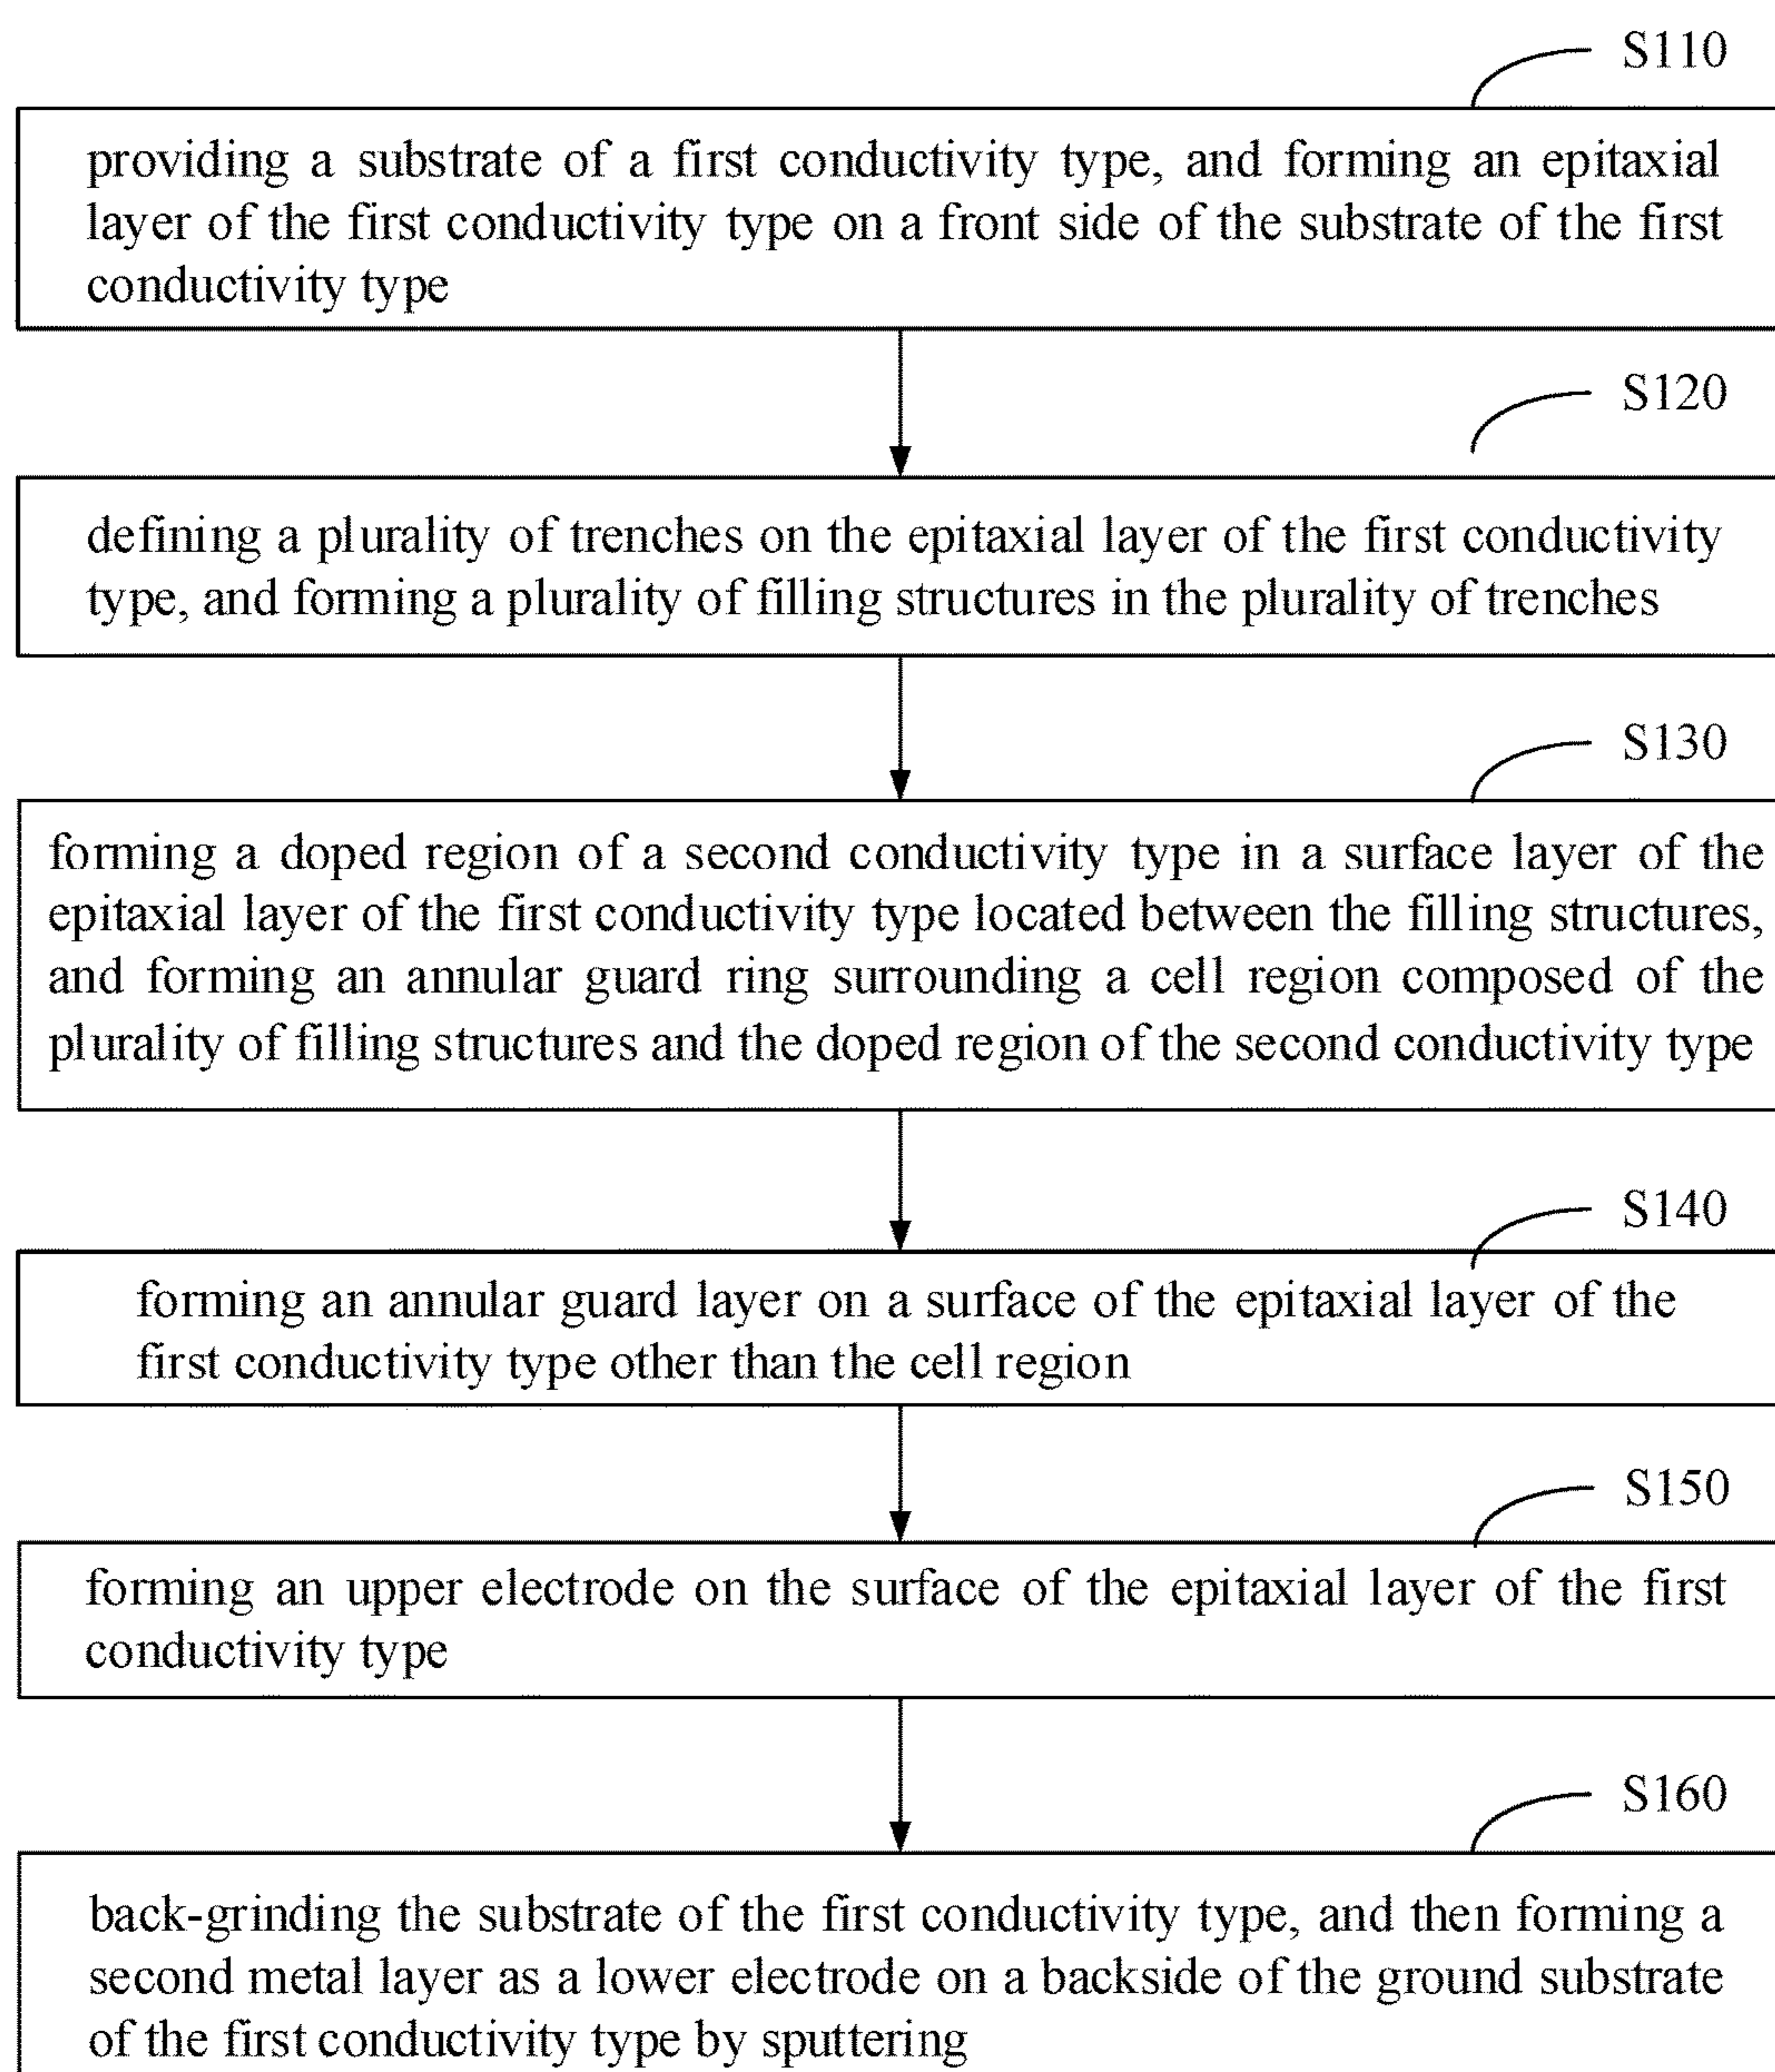 S110
providing a substrate of a first conductivity type, and forming an epitaxial
layer of the first conductivity type on a front side of the substrate of the first
conductivity type
S120
defining a plurality of trenches on the epitaxial layer of the first conductivity
type, and forming a plurality of filling structures in the plurality of trenches
S130
forming a doped region of a second conductivity type in a surface layer of the
epitaxial layer of the first conductivity type located between the filling structures,
and forming an annular guard ring surrounding a cell region composed of the
plurality of filling structures and the doped region of the second conductivity type
S140
forming an annular guard layer on a surface of the epitaxial layer of the
first conductivity type other than the cell region
S150
forming an upper electrode on the surface of the epitaxial layer of the first
conductivity type
S160
back-grinding the substrate of the first conductivity type, and then forming a
second metal layer as a lower electrode on a backside of the ground substrate
of the first conductivity type by sputtering